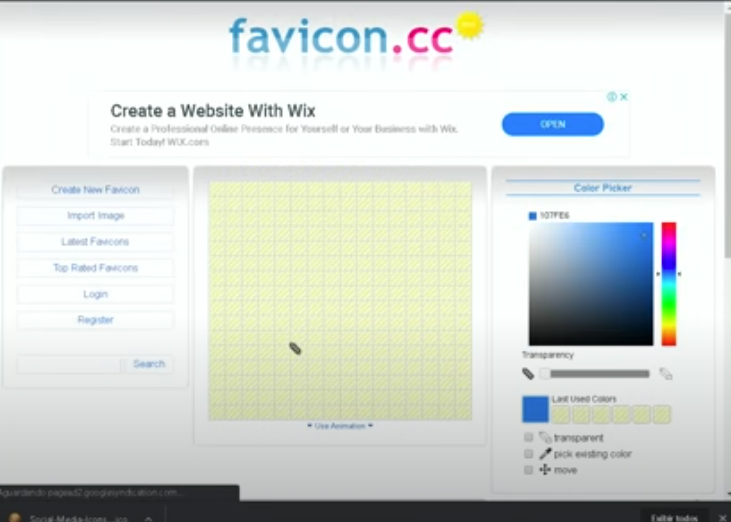 favicon.cc
Create a Website With Wix
Create a Professional Online Presence for Yourself or Your Business with Wix.
Start Today! WIX.com
OPEN
Create New Favicon
Import Image
Latest Favicons
Top Rated Favicons
Login
Register
Search
Use Animation
Color Picker
107FE6
Transparency
Last Used Colors
transparent
pick existing color
move
Aguardando pagead2.googlesyndication.com...
Social-Media-Icons_.ico
Exibir todos